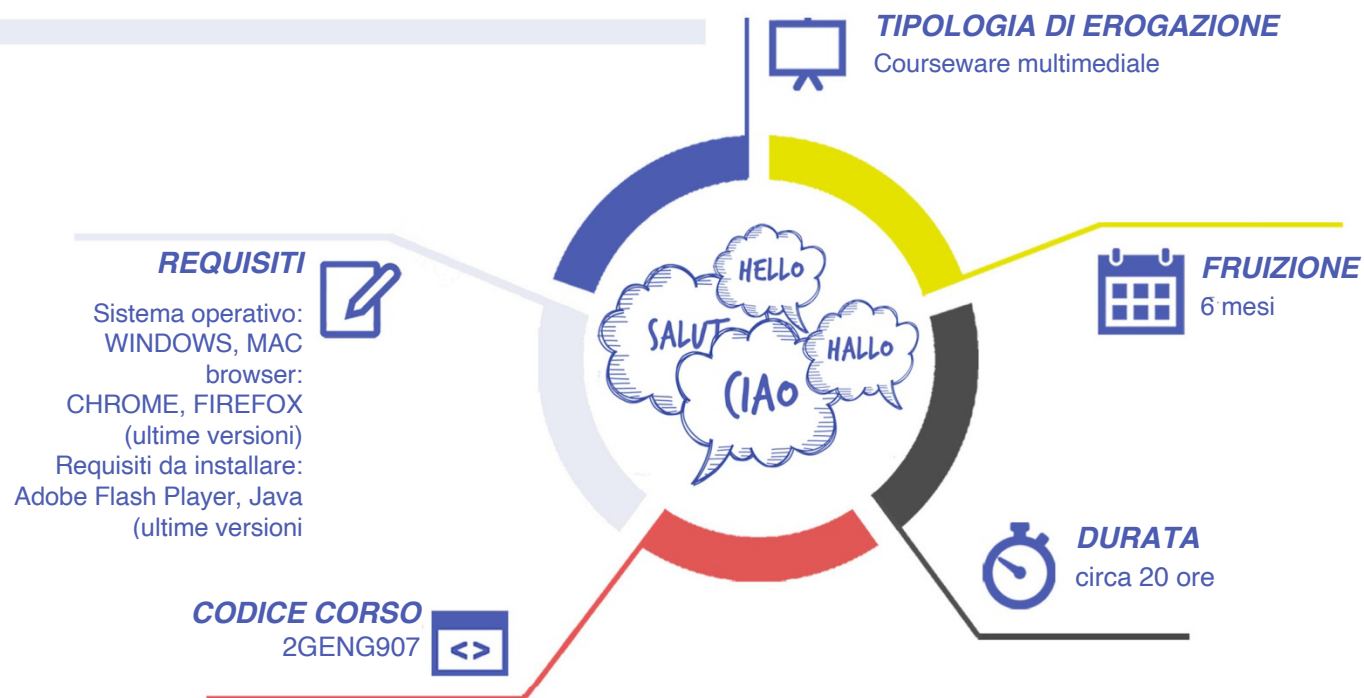 TIPOLOGIA DI EROGAZIONE
Courseware multimediale
REQUISITI
Sistema operativo:
WINDOWS, MAC
browser:
CHROME, FIREFOX
(ultime versioni)
Requisiti da installare:
Adobe Flash Player, Java
(ultime versioni
HELLO
SALUT
HALLO
CIAO
FRUIZIONE
6 mesi
DURATA
circa 20 ore
CODICE CORSO
2GENG907
<>